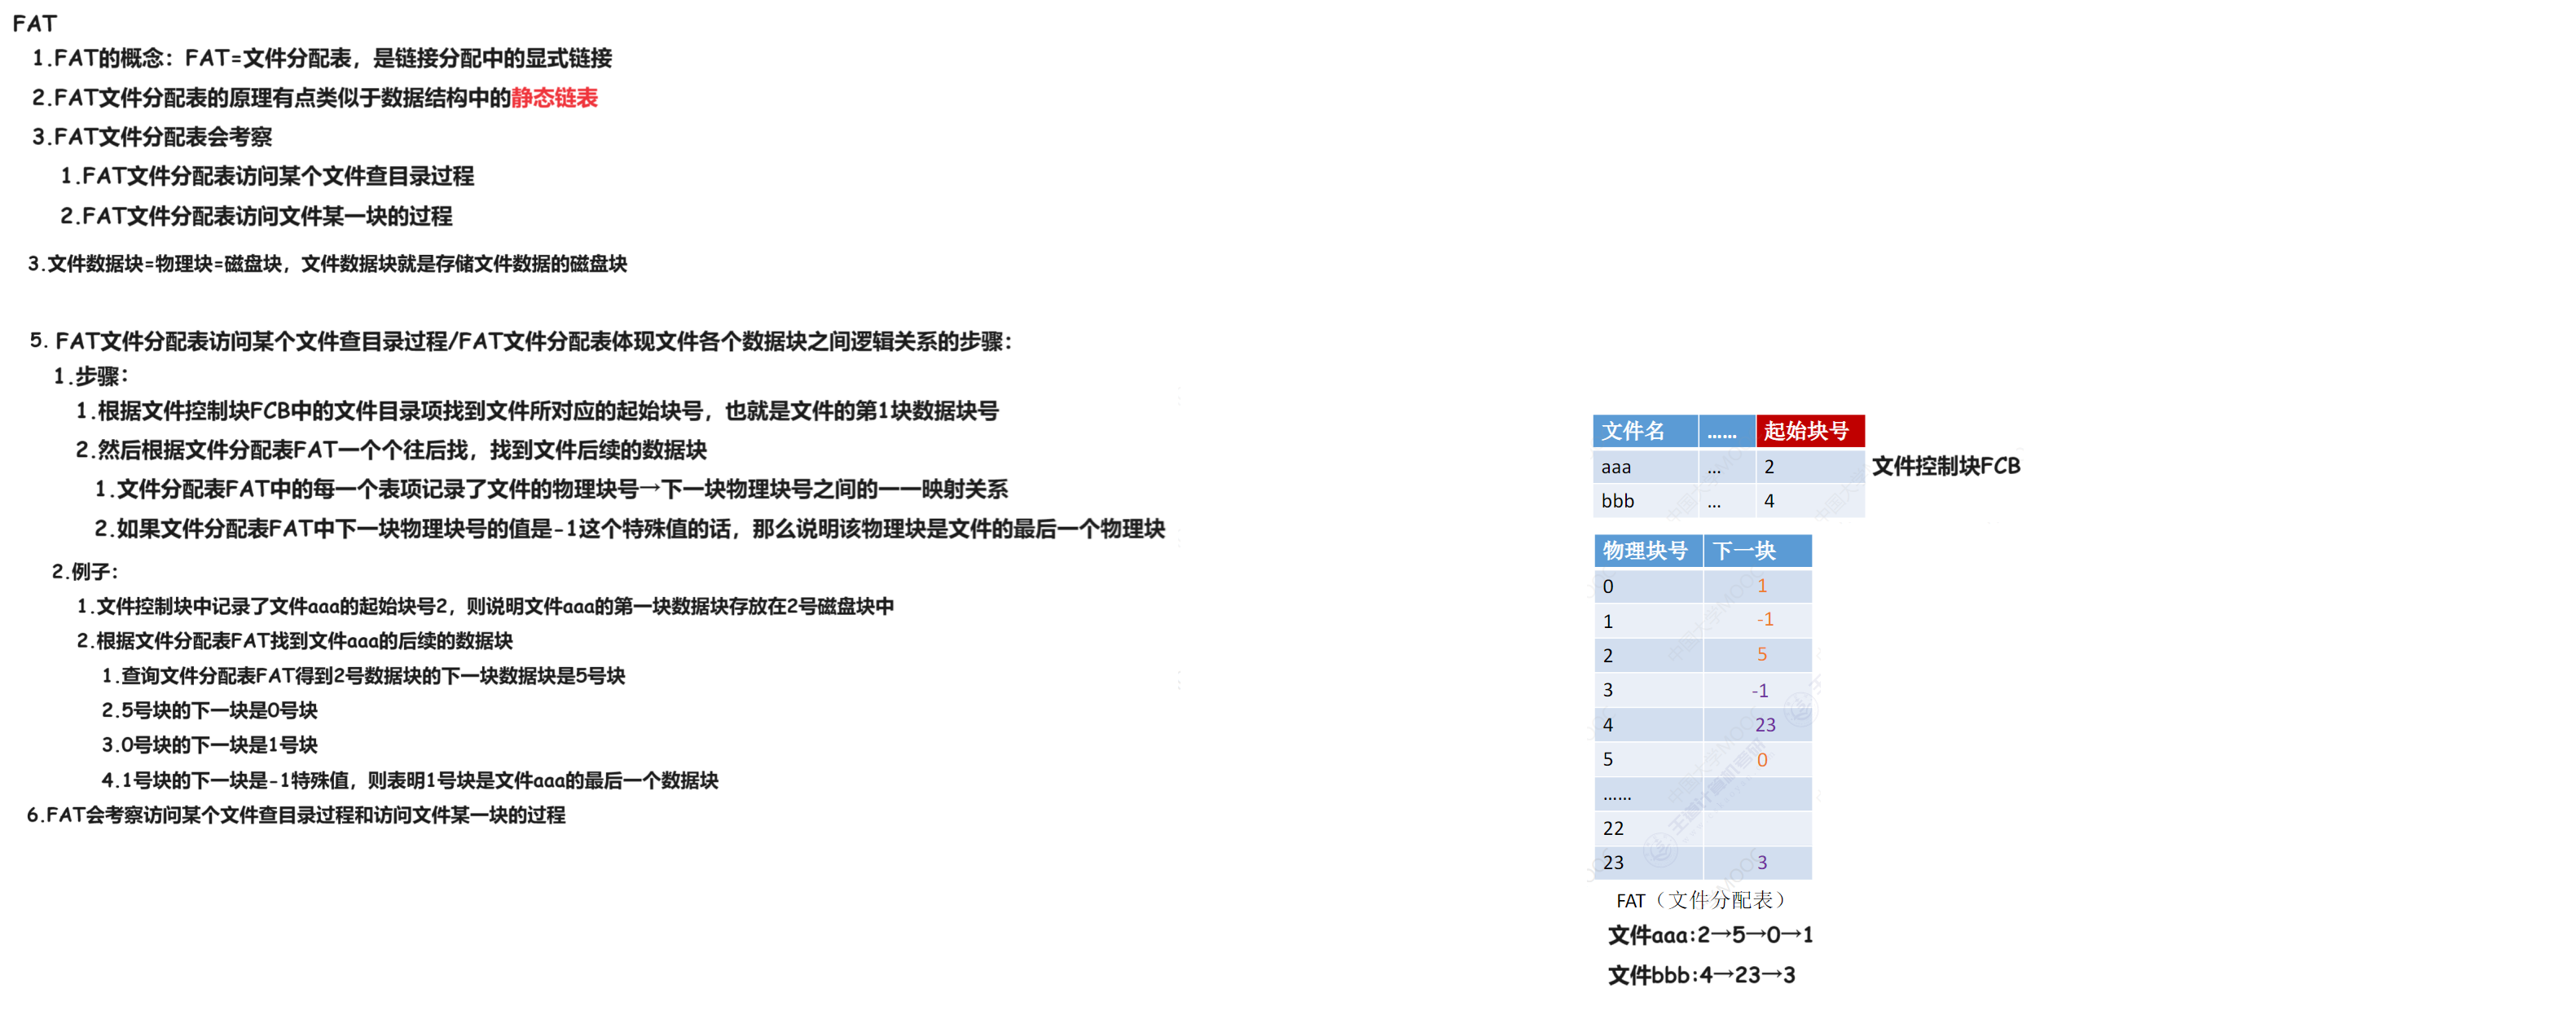 FAT
1.FAT的概念：FAT=文件分配表，是链接分配中的显式链接
2.FAT文件分配表的原理有点类似于数据结构中的静态链表
3.FAT文件分配表会考察
1.FAT文件分配表访问某个文件查目录过程
2.FAT文件分配表访问文件某一块的过程
3.文件数据块=物理块=磁盘块，文件数据块就是存储文件数据的磁盘块
5. FAT文件分配表访问某个文件查目录过程/FAT文件分配表体现文件各个数据块之间逻辑关系的步骤：
1.步骤：
1.根据文件控制块FCB中的文件目录项找到文件所对应的起始块号，也就是文件的第1块数据块号
2.然后根据文件分配表FAT一个个往后找，找到文件后续的数据块
1.文件分配表FAT中的每一个表项记录了文件的物理块号→下一块物理块号之间的一一映射关系
2.如果文件分配表FAT中下一块物理块号的值是-1这个特殊值的话，那么说明该物理块是文件的最后一个物理块
2.例子：
1.文件控制块中记录了文件aaa的起始块号2，则说明文件aaa的第一块数据块存放在2号磁盘块中
2.根据文件分配表FAT找到文件aaa的后续的数据块
1.查询文件分配表FAT得到2号数据块的下一块数据块是5号块
2.5号块的下一块是0号块
3.0号块的下一块是1号块
4.1号块的下一块是-1特殊值，则表明1号块是文件aaa的最后一个数据块
6.FAT会考察访问某个文件查目录过程和访问文件某一块的过程
文件名 …… 起始块号
aaa … 2
文件控制块FCB
bbb … 4
物理块号 下一块
0 1
1 -1
2 5
3 -1
4 23
5 0
……
22
23 3
FAT（文件分配表）
文件aaa:2→5→0→1
文件bbb:4→23→3